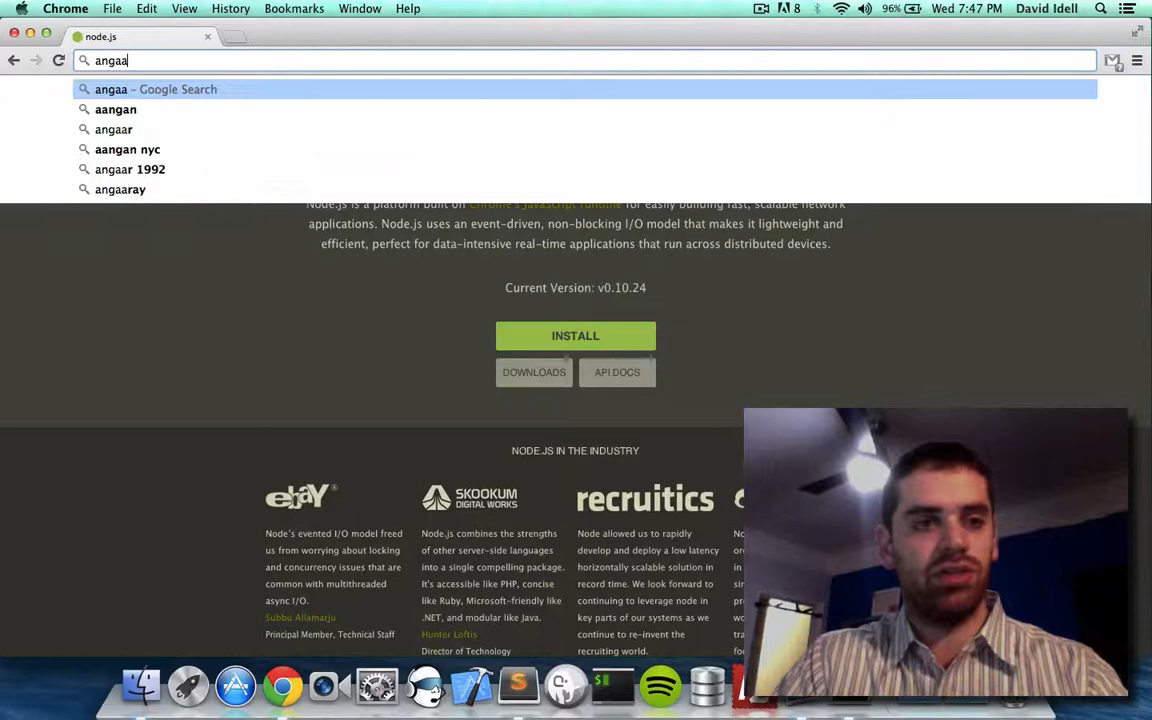 Chrome File Edit View History Bookmarks Window Help 8 96% Wed 7:47 PM David Idell
node.js
angaa
angaa – Google Search
aangan
angaar
aangan nyc
angaar 1992
angaaray
Node.js is a platform built on Chrome's JavaScript runtime for easily building fast, scalable network
applications. Node.js uses an event-driven, non-blocking I/O model that makes it lightweight and
efficient, perfect for data-intensive real-time applications that run across distributed devices.
Current Version: v0.10.24
INSTALL
DOWNLOADS API DOCS
NODE.JS IN THE INDUSTRY
ebay
Node's evented I/O model freed
us from worrying about locking
and concurrency issues that are
common with multithreaded
async I/O.
Subbu Allamarju
Principal Member, Technical Staff
SKOOKUM
DIGITAL WORKS
Node.js combines the strengths
of other server-side languages
into a single compelling package.
It's accessible like PHP, concise
like Ruby, Microsoft-friendly like
.NET, and modular like Java.
Hunter Loftis
Director of Technology
recruitics
Node allowed us to rapidly
develop and deploy a low latency
horizontally scalable solution in
record time. We look forward to
continuing to leverage node in
key parts of our systems as we
continue to re-invent the
recruiting world.